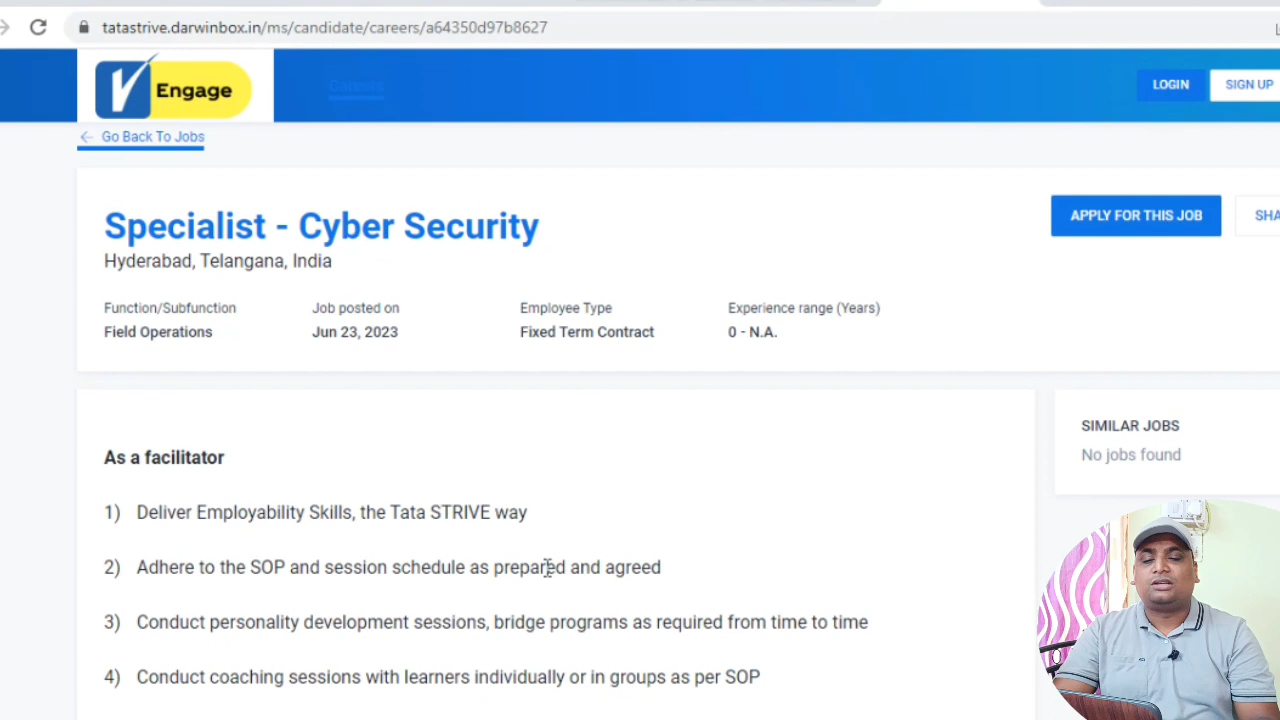 tatastrive.darwinbox.in/ms/candidate/careers/a64350d97b8627
Engage
Careers
LOGIN
SIGN UP
Go Back To Jobs
Specialist - Cyber Security
Hyderabad, Telangana, India
APPLY FOR THIS JOB
SHA
Function/Subfunction
Field Operations
Job posted on
Jun 23, 2023
Employee Type
Fixed Term Contract
Experience range (Years)
0 - N.A.
As a facilitator
1) Deliver Employability Skills, the Tata STRIVE way
2) Adhere to the SOP and session schedule as prepared and agreed
3) Conduct personality development sessions, bridge programs as required from time to time
4) Conduct coaching sessions with learners individually or in groups as per SOP
SIMILAR JOBS
No jobs found